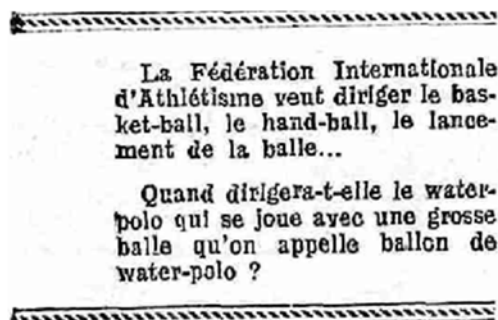 La Fédération Internationale
d'Athlétisme veut diriger le bas-
ket-ball, le hand-ball, le lance-
ment de la balle...
Quand dirigera-t-elle le water-
polo qui se joue avec une grosse
balle qu'on appelle ballon de
water-polo ?